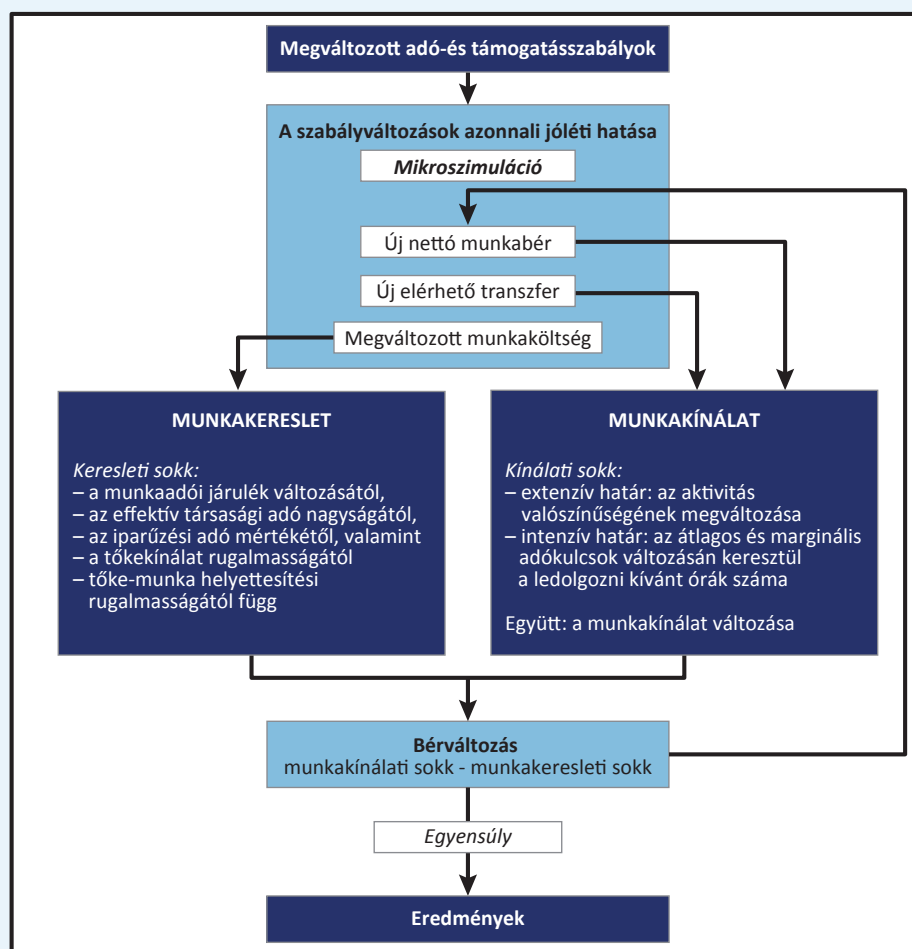 Megváltozott adó-és támogatásszabályok
A szabályváltozások azonnali jóléti hatása
Mikroszimuláció
Új nettó munkabér
Új elérhető transzfer
Megváltozott munkaköltség
MUNKAKERESLET
Keresleti sokk:
– a munkaadói járulék változásától,
– az effektív társasági adó nagyságától,
– az iparűzési adó mértékétől, valamint
– a tőkekínálat rugalmasságától
– tőke-munka helyettesítési
rugalmasságától függ
MUNKAKÍNÁLAT
Kínálati sokk:
– extenzív határ: az aktivitás
valószínűségének megváltozása
– intenzív határ: az átlagos és marginális
adókulcsok változásán keresztül
a ledolgozni kívánt órák száma
Együtt: a munkakínálat változása
Bérváltozás
munkakínálati sokk - munkakeresleti sokk
Egyensúly
Eredmények